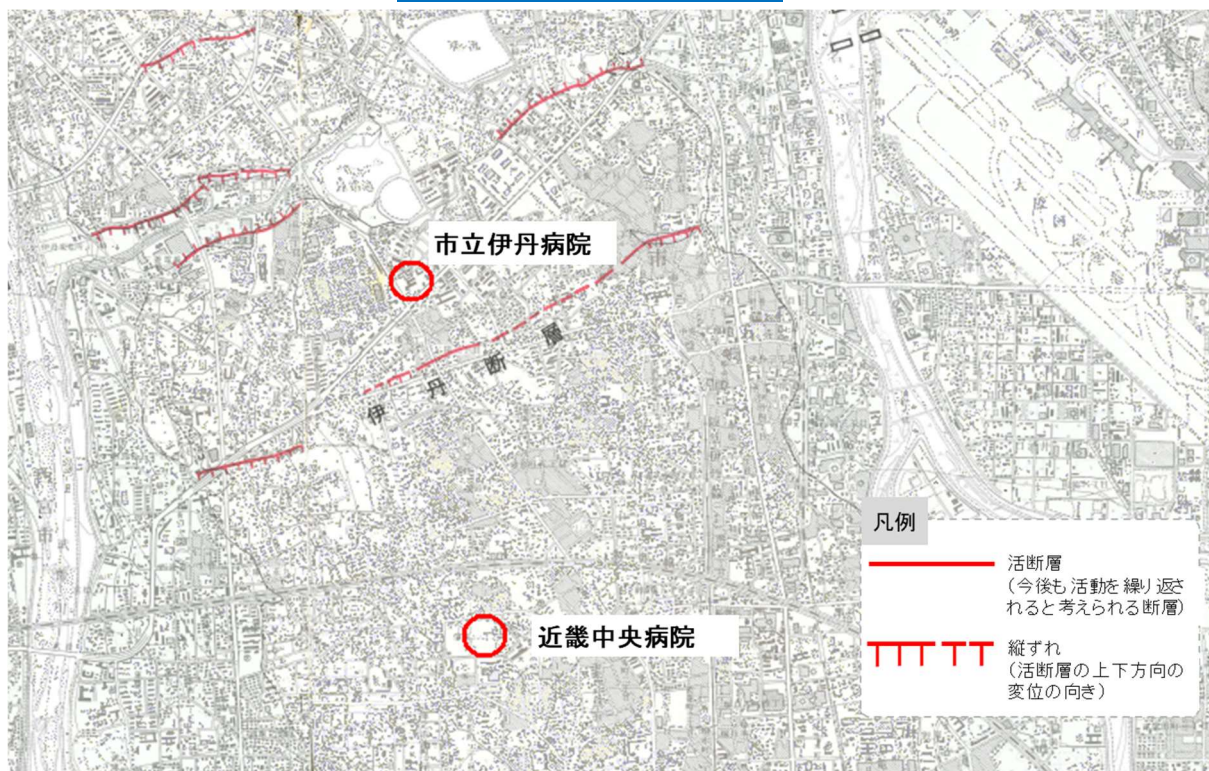 市立伊丹病院
伊丹断層
近畿中央病院
凡例
活断層
(今後も活動を繰り返さ
れると考えられる断層)
縦ずれ
(活断層の上下方向の
変位の向き)